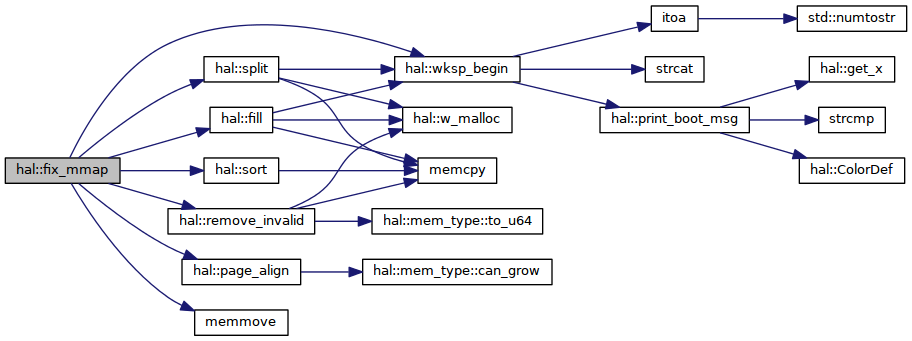 hal::fix_mmap
hal::split
hal::fill
hal::sort
hal::remove_invalid
hal::page_align
memmove
hal::wksp_begin
hal::w_malloc
memcpy
hal::mem_type::to_u64
hal::mem_type::can_grow
itoa
strcat
hal::print_boot_msg
std::numtostr
hal::get_x
strcmp
hal::ColorDef